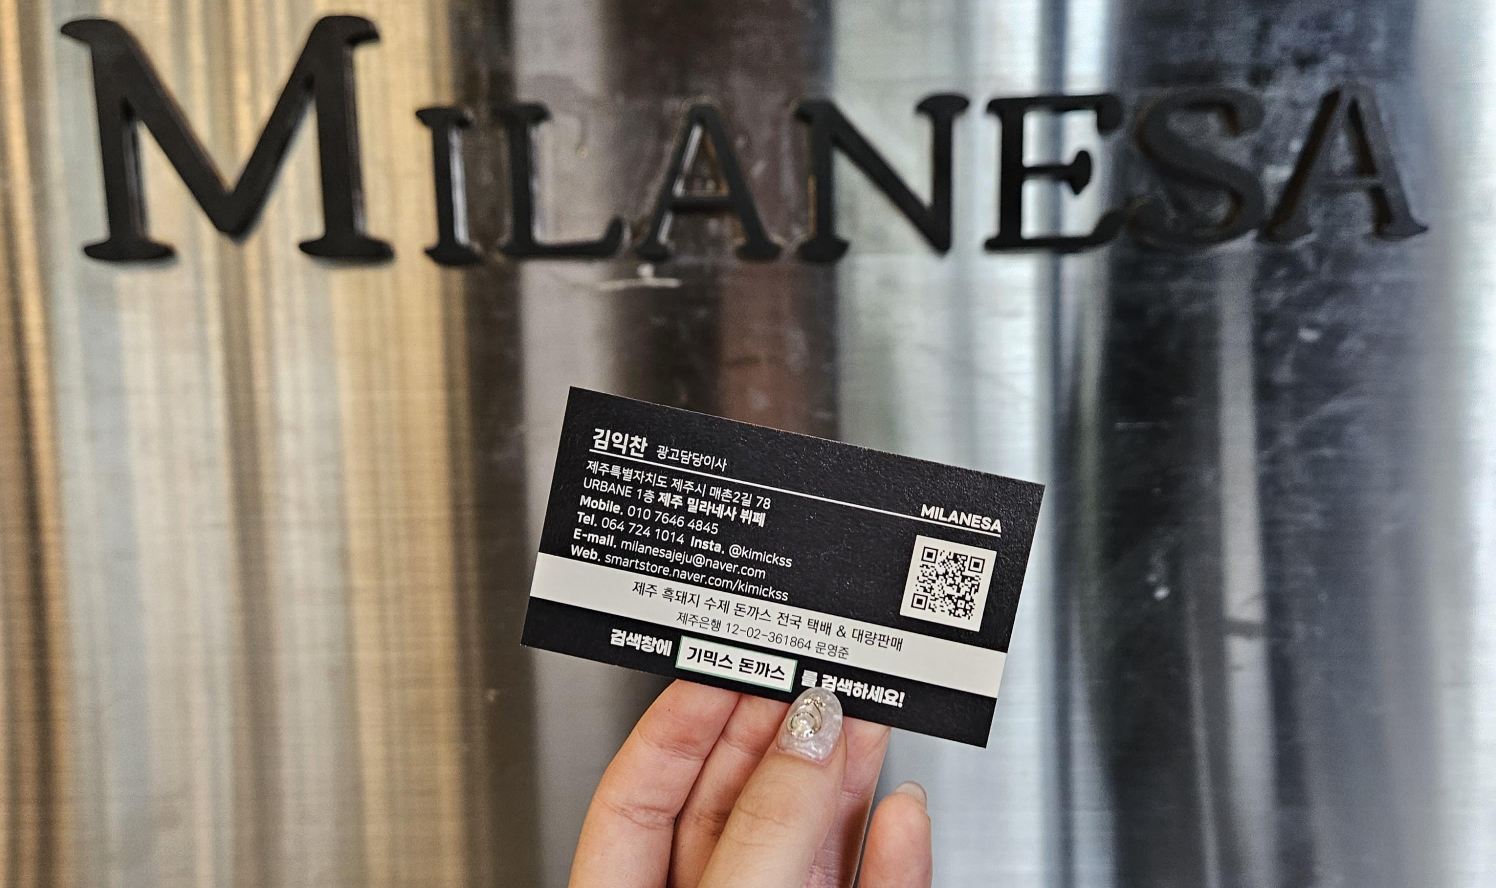 MILANESA
김익찬 광고담당이사
제주특별자치도 제주시 매촌2길 78
URBANE 1층 제주 밀라네사 뷔페
Mobile. 010 7646 4845
Tel. 064 724 1014 Insta. @kimickss
E-mail. milanesajeju@naver.com
Web. smartstore.naver.com/kimickss
MILANESA
제주 흑돼지 수제 돈까스 전국 택배 & 대량판매
제주은행 12-02-361864 문영준
검색창에 기믹스 돈까스 를 검색하세요!